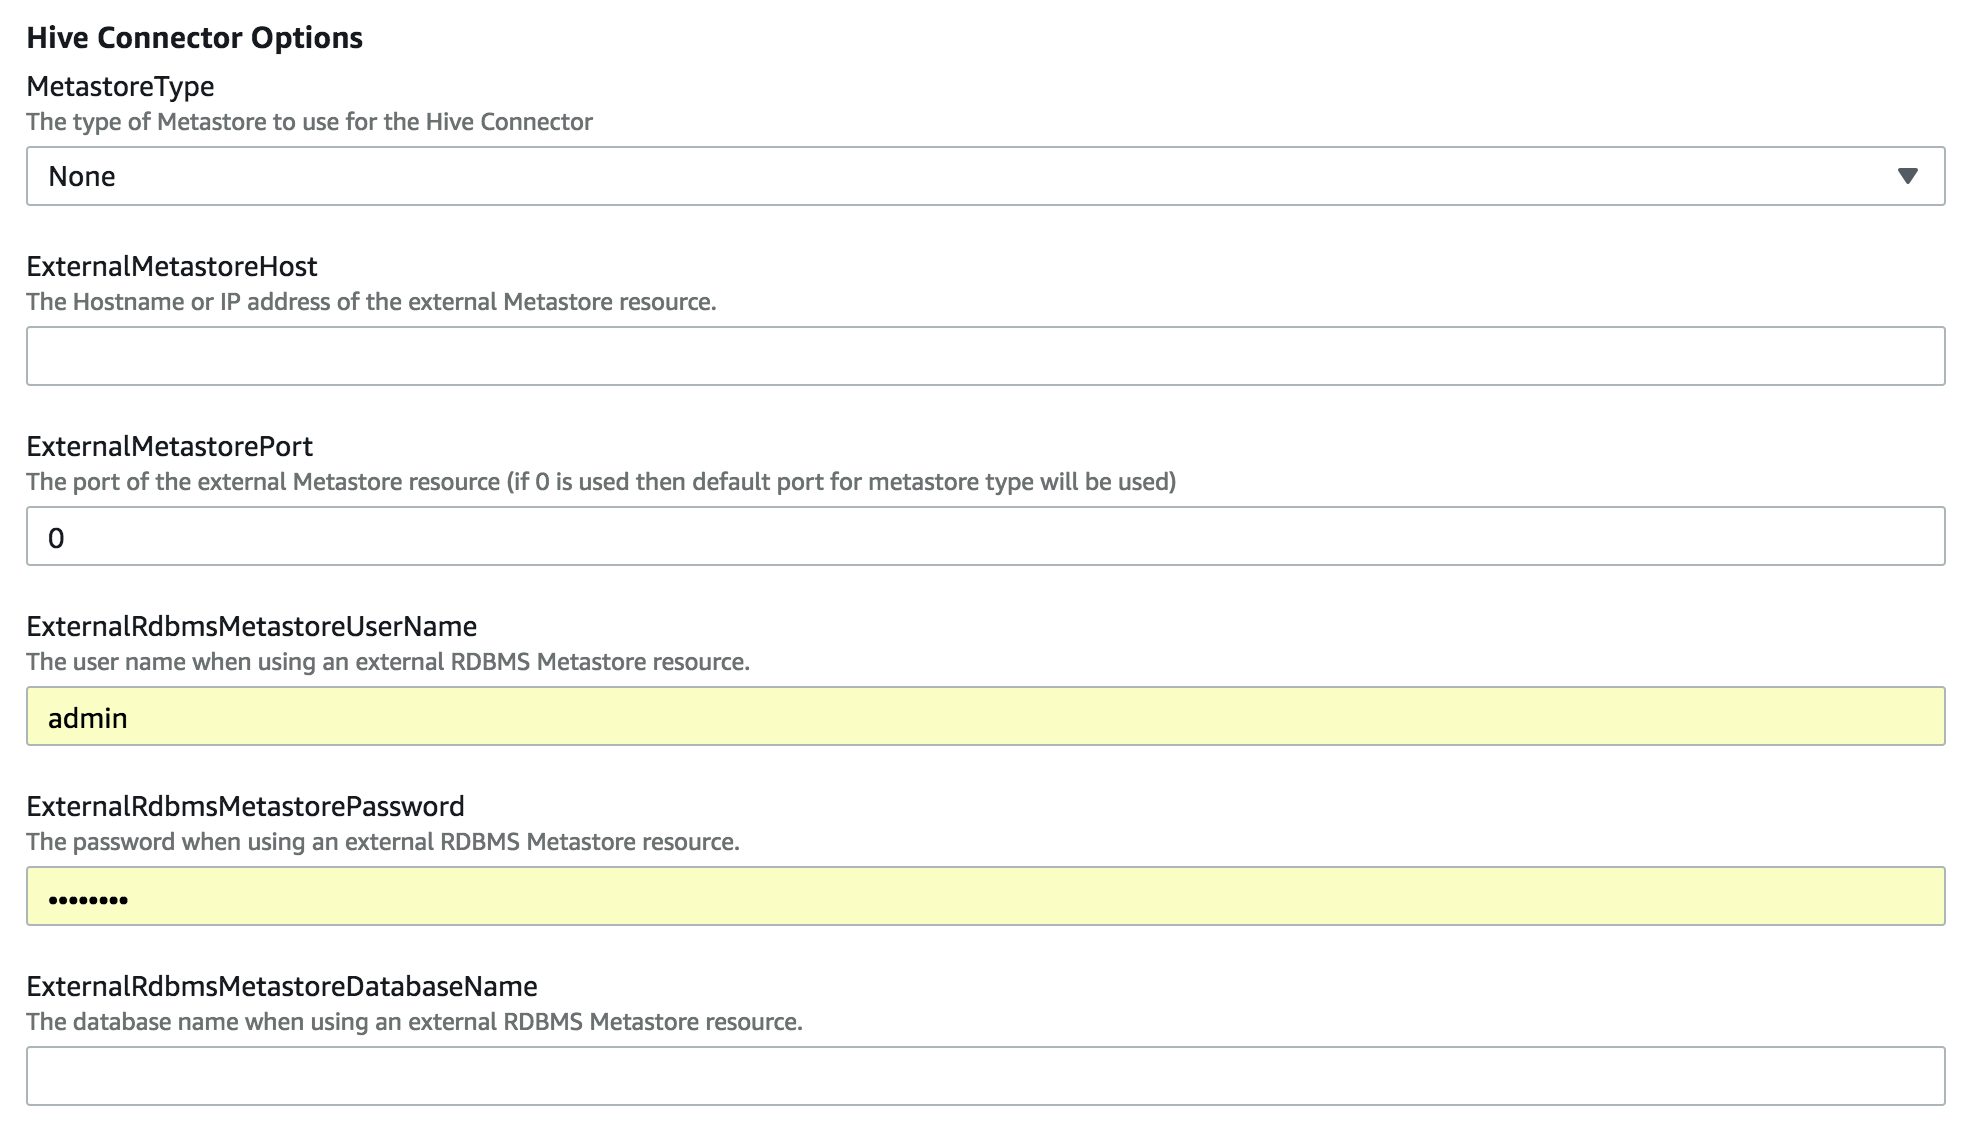 Hive Connector Options
MetastoreType
The type of Metastore to use for the Hive Connector
None
ExternalMetastoreHost
The Hostname or IP address of the external Metastore resource.
ExternalMetastorePort
The port of the external Metastore resource (if 0 is used then default port for metastore type will be used)
0
ExternalRdbmsMetastoreUserName
The user name when using an external RDBMS Metastore resource.
admin
ExternalRdbmsMetastorePassword
The password when using an external RDBMS Metastore resource.
••••••••
ExternalRdbmsMetastoreDatabaseName
The database name when using an external RDBMS Metastore resource.